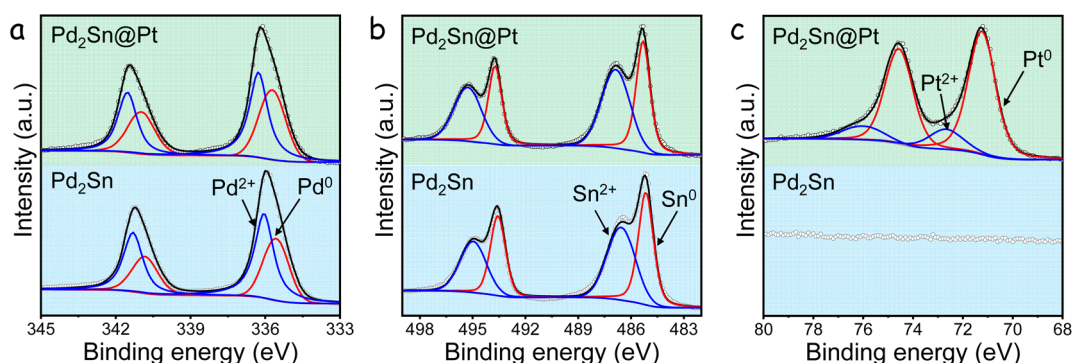 a
Pd₂Sn@Pt
Pd₂Sn
Pd²⁺
Pd⁰
Intensity (a.u.)
345 342 339 336 333
Binding energy (eV)
b
Pd₂Sn@Pt
Pd₂Sn
Sn²⁺
Sn⁰
Intensity (a.u.)
498 495 492 489 486 483
Binding energy (eV)
c
Pd₂Sn@Pt
Pt²⁺
Pt⁰
Pd₂Sn
Intensity (a.u.)
80 78 76 74 72 70 68
Binding energy (eV)